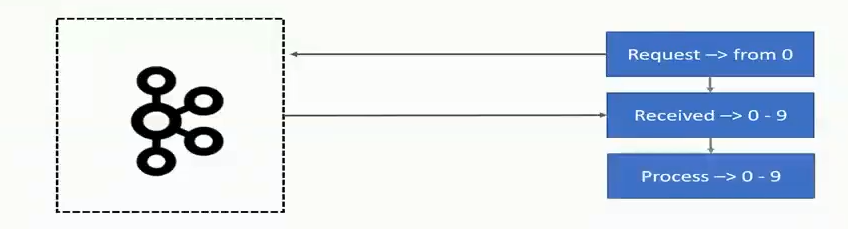 Request –> from 0
Received –> 0 - 9
Process –> 0 - 9